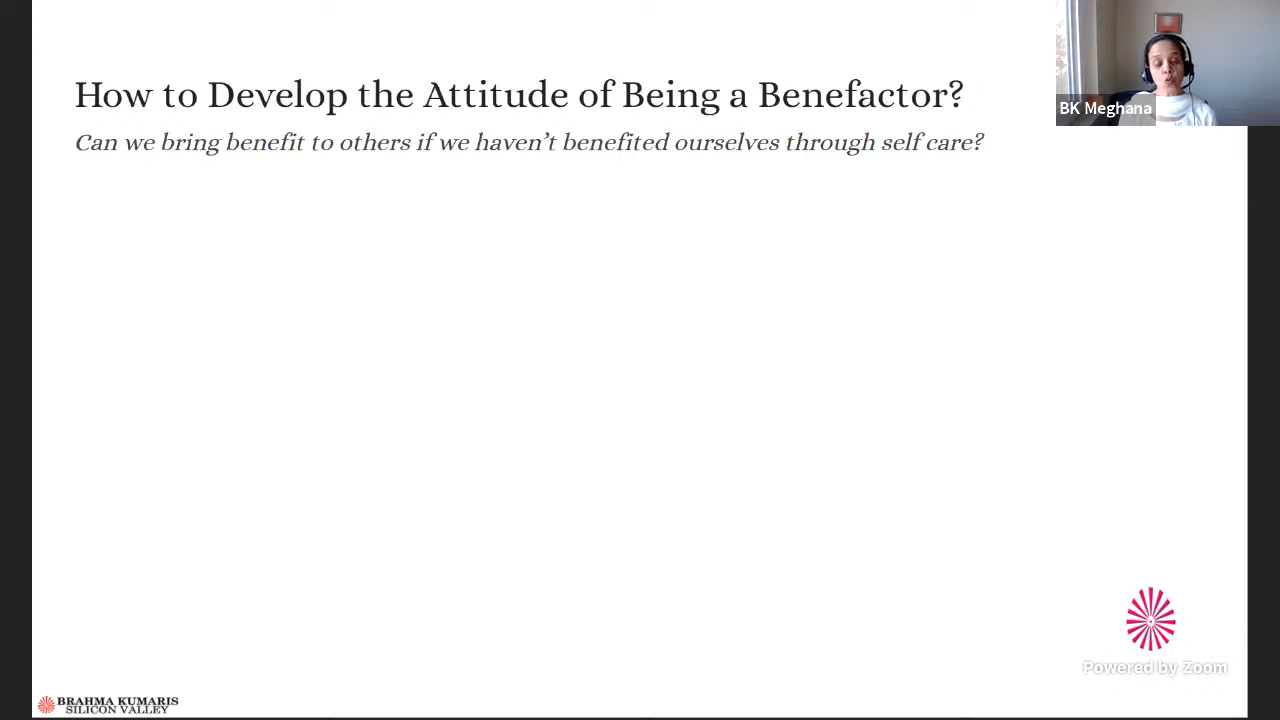 How to Develop the Attitude of Being a Benefactor?
Can we bring benefit to others if we haven't benefited ourselves through self care?
BK Meghana
Powered by Zoom
BRAHMA KUMARIS
SILICON VALLEY